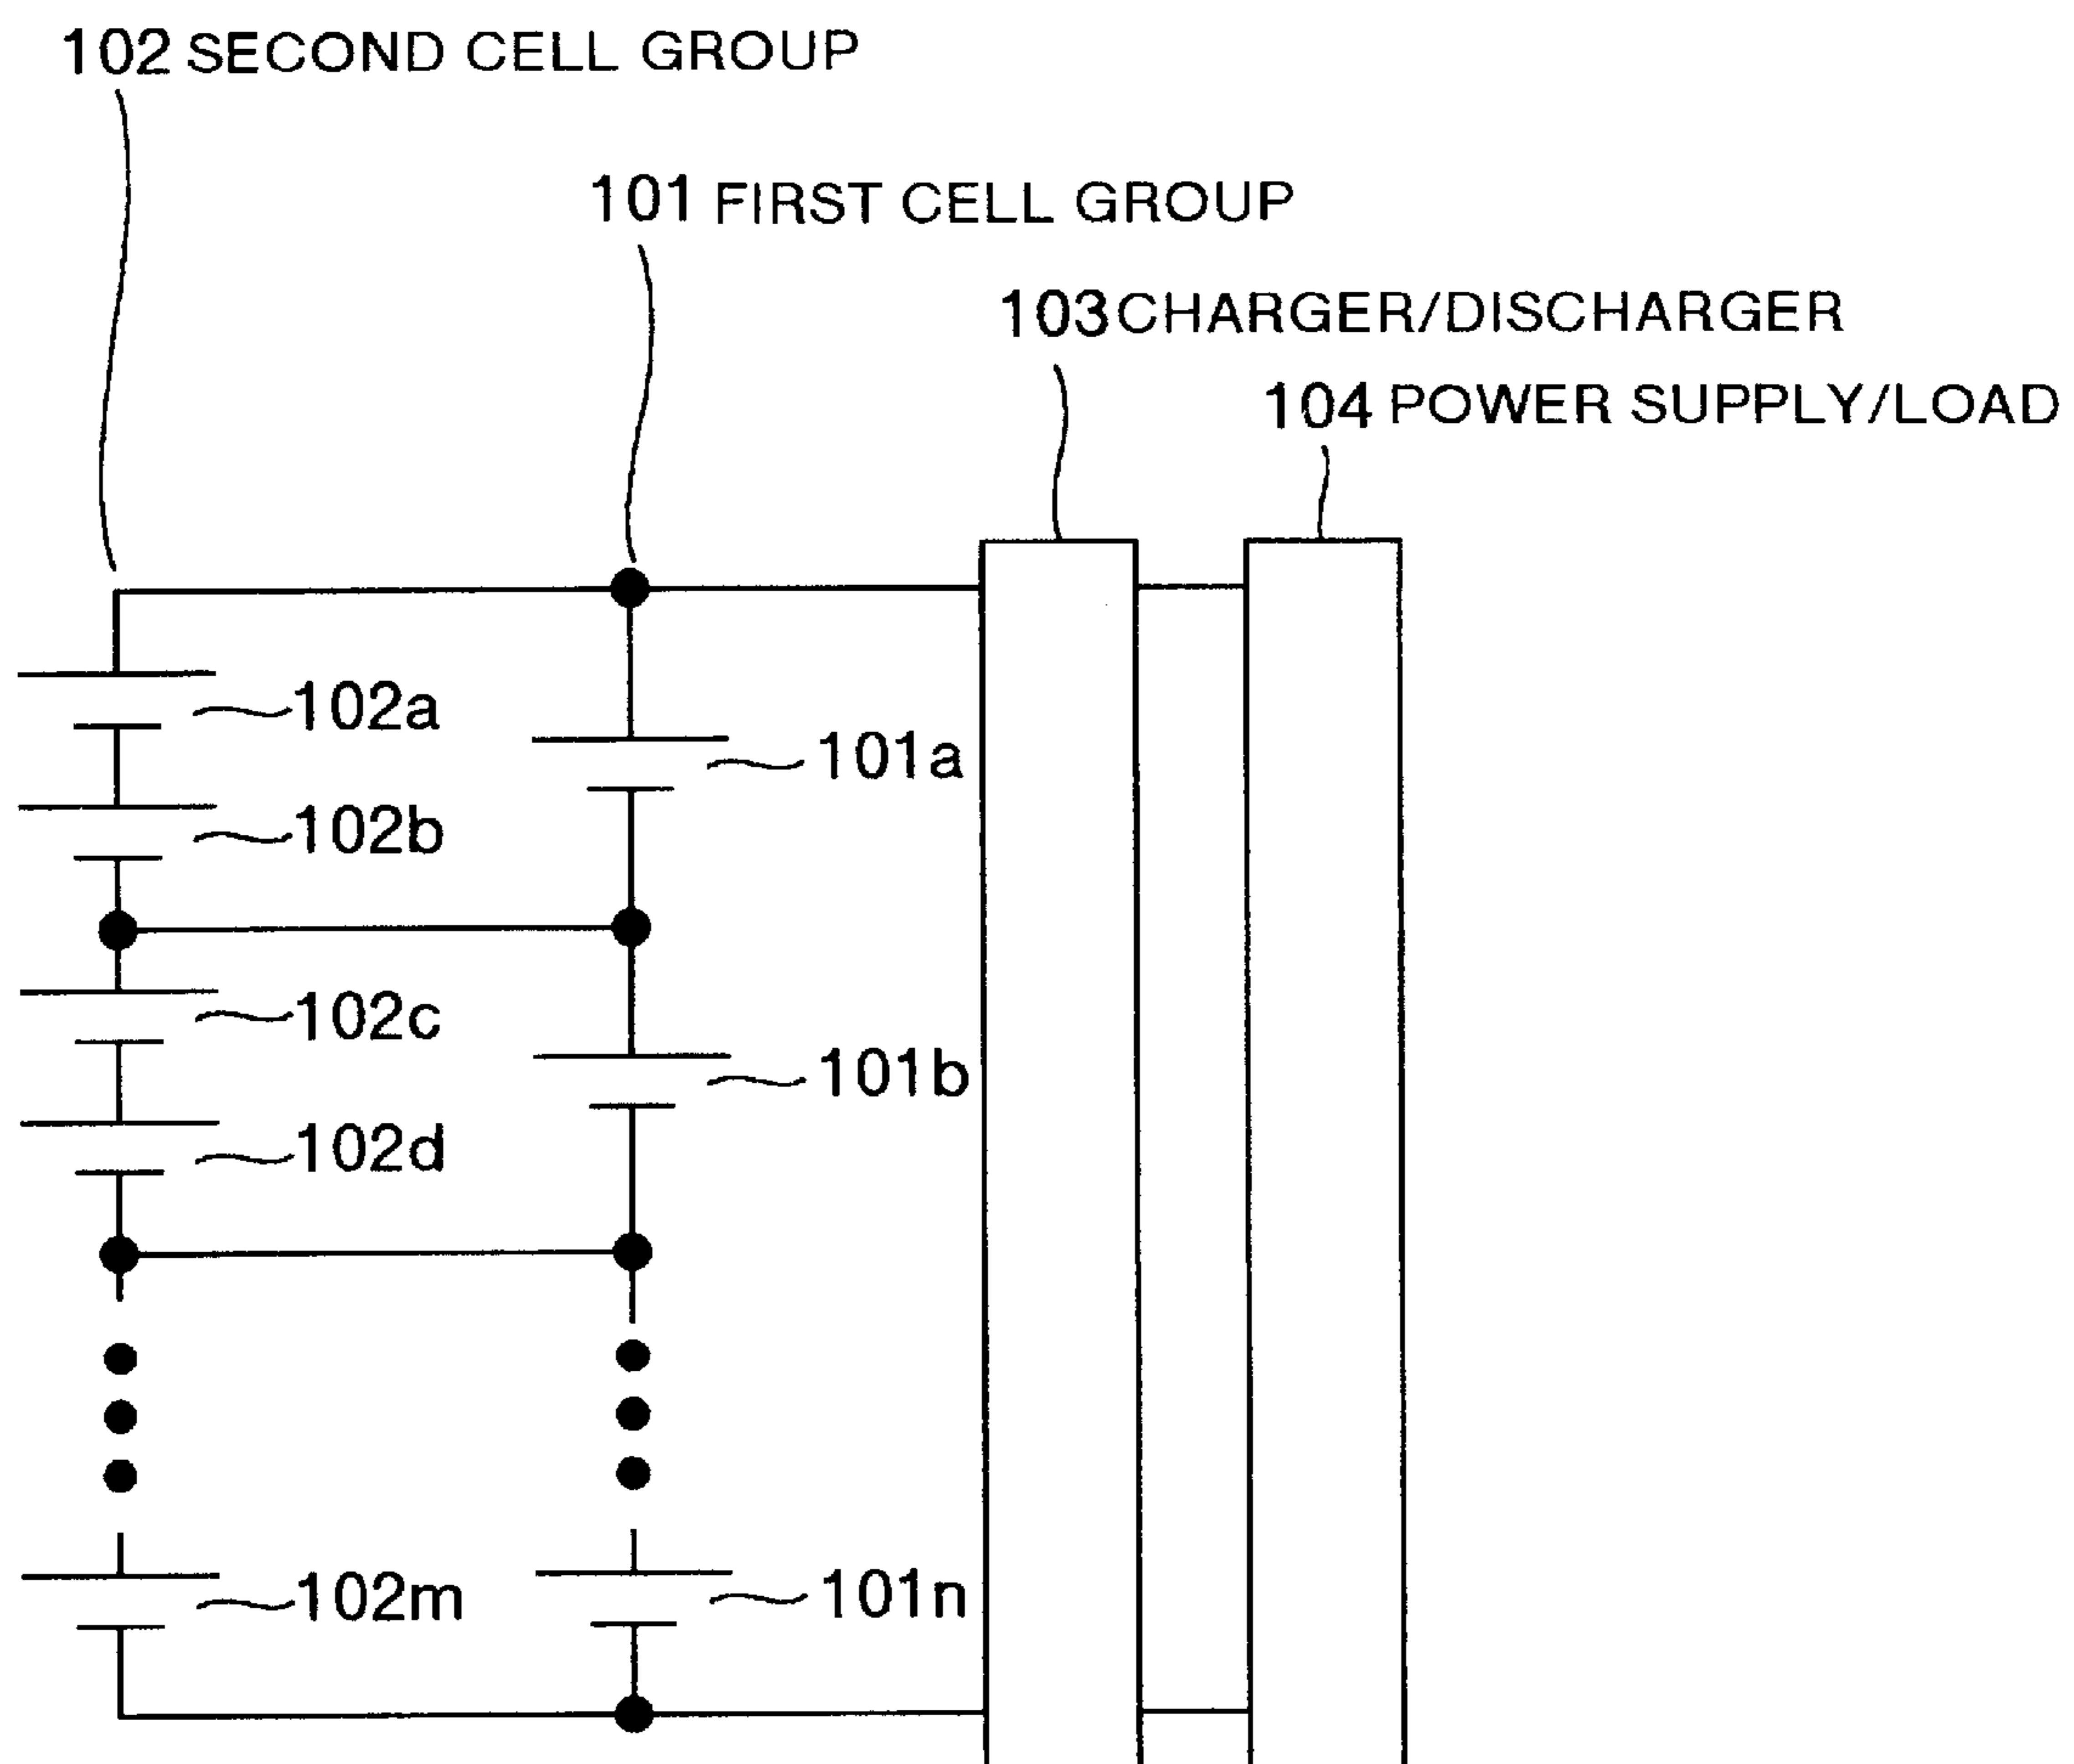 102 SECOND CELL GROUP
101 FIRST CELL GROUP
103 CHARGER/DISCHARGER
104 POWER SUPPLY/LOAD
102a
101a
102b
102c
101b
102d
102m
101n